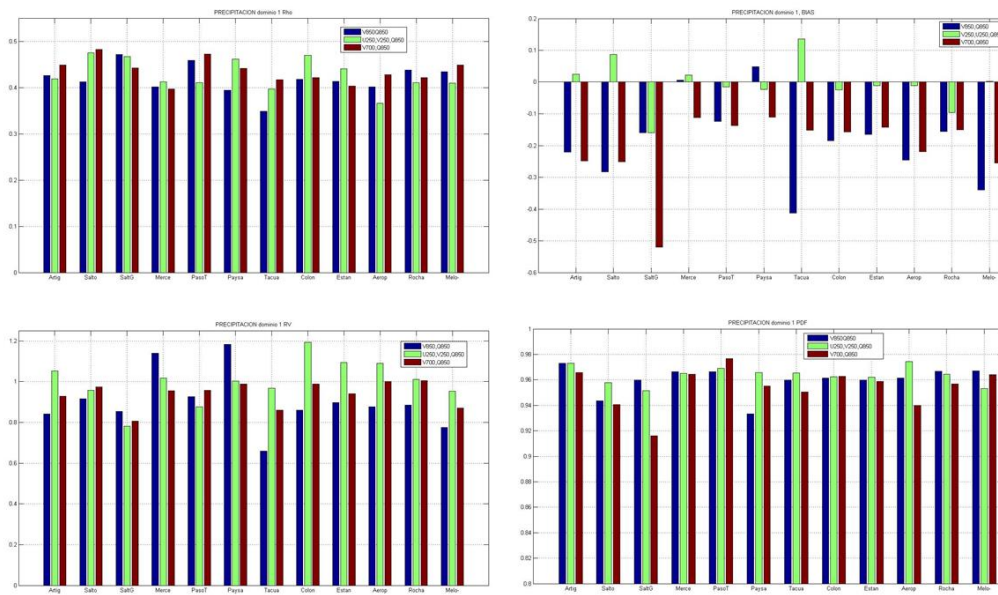 PRECIPITACION dominio 1 Rho
V850Q850
U250,V250,Q850
V700,Q850
0.5
0.4
0.3
0.2
0.1
0
Artig Salto SaltG Merce PasoT Paysa Tacua Colon Estan Aerop Rocha Melo-
PRECIPITACION dominio 1, BIAS
V850,Q850
U250,V250,Q850
V700,Q850
0.2
0.1
0
-0.1
-0.2
-0.3
-0.4
-0.5
-0.6
Artig Salto SaltG Merce PasoT Paysa Tacua Colon Estan Aerop Rocha Melo-
PRECIPITACION dominio 1 RV
V850,Q850
U250,V250,Q850
V700,Q850
1.2
1
0.8
0.6
0.4
0.2
0
Artig Salto SaltG Merce PasoT Paysa Tacua Colon Estan Aerop Rocha Melo-
PRECIPITACION dominio 1 PDF
V850Q850
U250,V250,Q850
V700,Q850
1
0.98
0.96
0.94
0.92
0.9
0.88
0.86
0.84
0.82
0.8
Artig Salto SaltG Merce PasoT Paysa Tacua Colon Estan Aerop Rocha Melo-